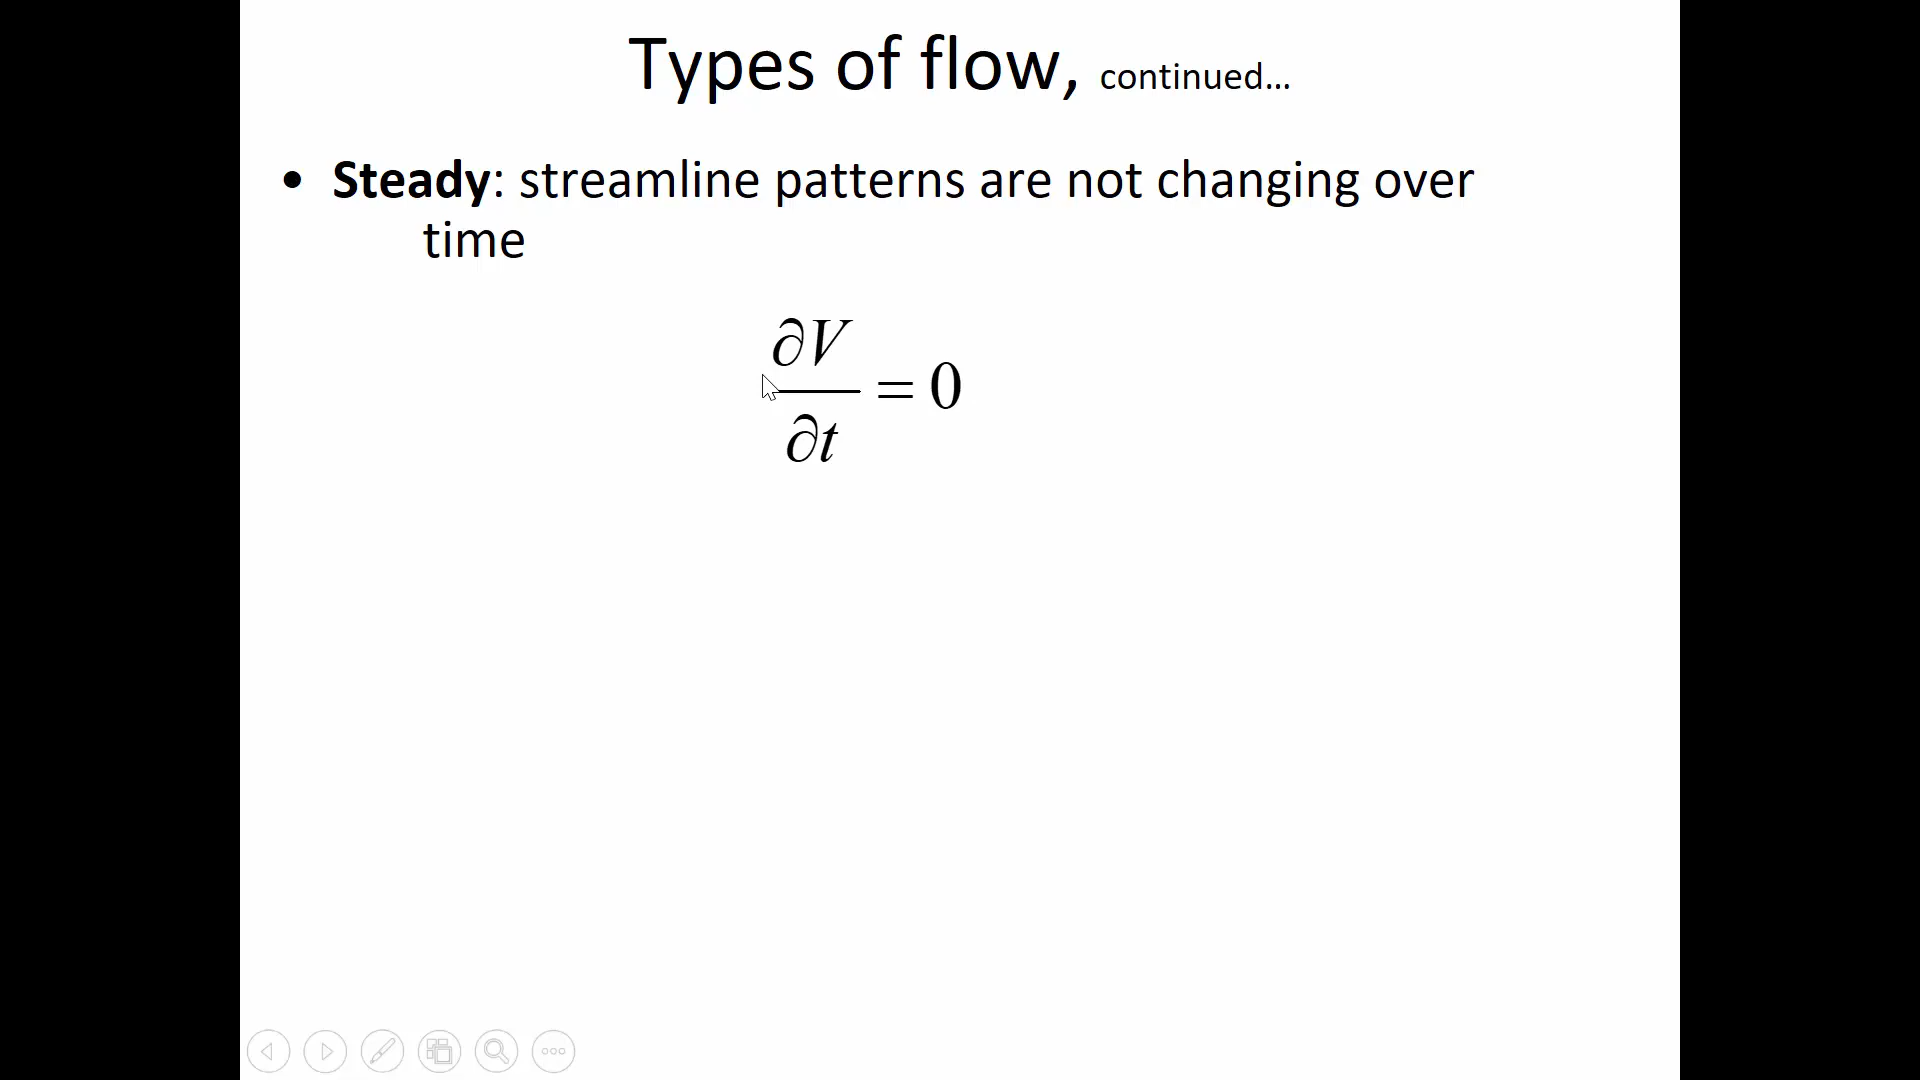 Types of flow, continued...
• Steady: streamline patterns are not changing over
time
∂V
∂t
= 0